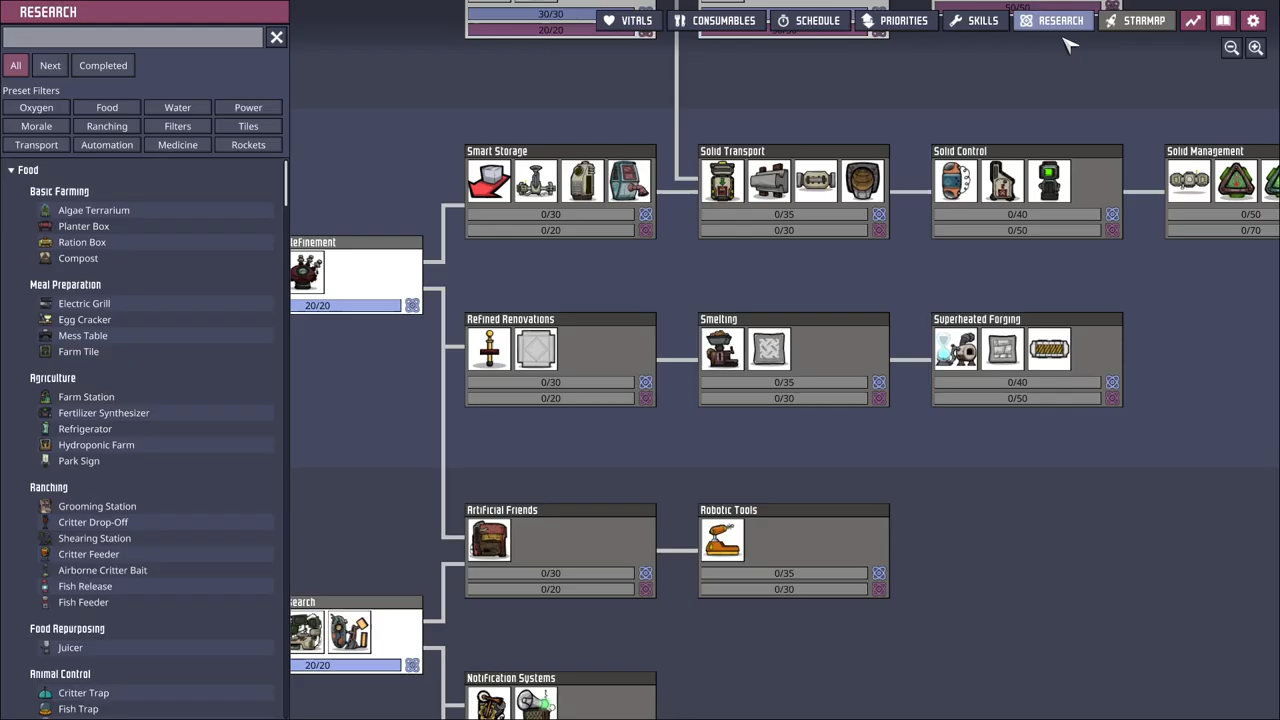 RESEARCH
All
Next
Completed
Preset Filters
Oxygen
Food
Water
Power
Morale
Ranching
Filters
Tiles
Transport
Automation
Medicine
Rockets
Food
Basic Farming
Algae Terrarium
Planter Box
Ration Box
Compost
Meal Preparation
Electric Grill
Egg Cracker
Mess Table
Farm Tile
Agriculture
Farm Station
Fertilizer Synthesizer
Refrigerator
Hydroponic Farm
Park Sign
Ranching
Grooming Station
Critter Drop-Off
Shearing Station
Critter Feeder
Airborne Critter Bait
Fish Release
Fish Feeder
Food Repurposing
Juicer
Animal Control
Critter Trap
Fish Trap
VITALS
CONSUMABLES
SCHEDULE
PRIORITIES
SKILLS
RESEARCH
STARMAP
30/30
20/20
50/50
Smart Storage
0/30
0/20
Solid Transport
0/35
0/30
Solid Control
0/40
0/50
Solid Management
0/50
0/70
efinement
20/20
Refined Renovations
0/30
0/20
Smelting
0/35
0/30
Superheated Forging
0/40
0/50
Artificial Friends
0/30
0/20
Robotic Tools
0/35
0/30
search
20/20
Notification Systems